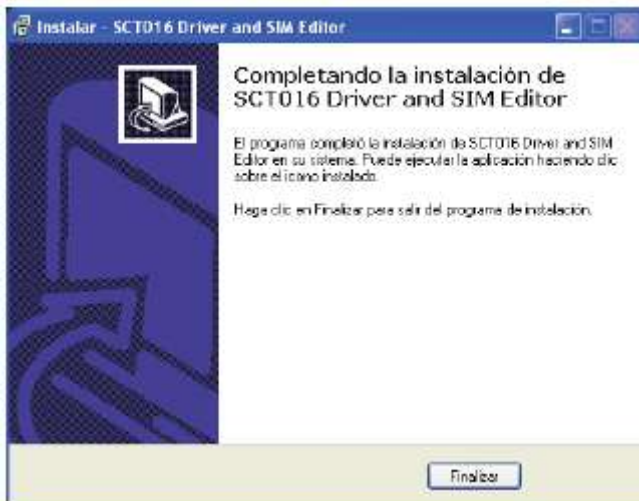 Instalar - SCT016 Driver and SIM Editor
Completando la instalación de
SCT016 Driver and SIM Editor
El programa completó la instalación de SCT016 Driver and SIM
Editor en su sistema. Puede ejecutar la aplicación haciendo clic
sobre el icono instalado.
Haga clic en Finalizar para salir del programa de instalación.
Finalizar